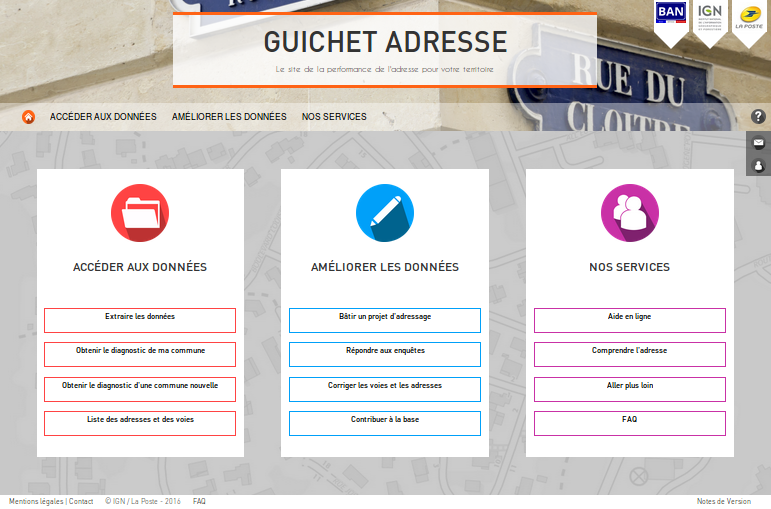 BAN
IGN
LA POSTE
GUICHET ADRESSE
Le site de la performance de l'adresse pour votre territoire
RUE DU
CLOITRE
ACCÉDER AUX DONNÉES
AMÉLIORER LES DONNÉES
NOS SERVICES
?
ACCÉDER AUX DONNÉES
Extraire les données
Obtenir le diagnostic de ma commune
Obtenir le diagnostic d'une commune nouvelle
Liste des adresses et des voies
AMÉLIORER LES DONNÉES
Bâtir un projet d'adressage
Répondre aux enquêtes
Corriger les voies et les adresses
Contribuer à la base
NOS SERVICES
Aide en ligne
Comprendre l'adresse
Aller plus loin
FAQ
Mentions légales | Contact © IGN / La Poste - 2016 FAQ
Notes de Version